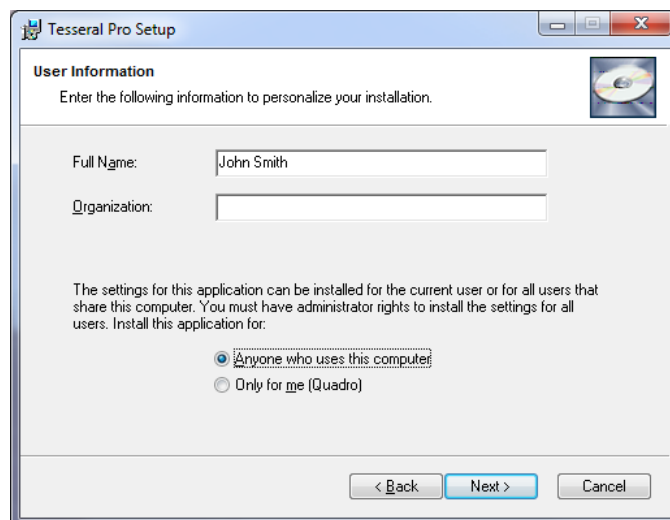 Tesseral Pro Setup
User Information
Enter the following information to personalize your installation.
Full Name:
John Smith
Organization:
The settings for this application can be installed for the current user or for all users that
share this computer. You must have administrator rights to install the settings for all
users. Install this application for:
Anyone who uses this computer
Only for me (Quadro)
< Back
Next >
Cancel